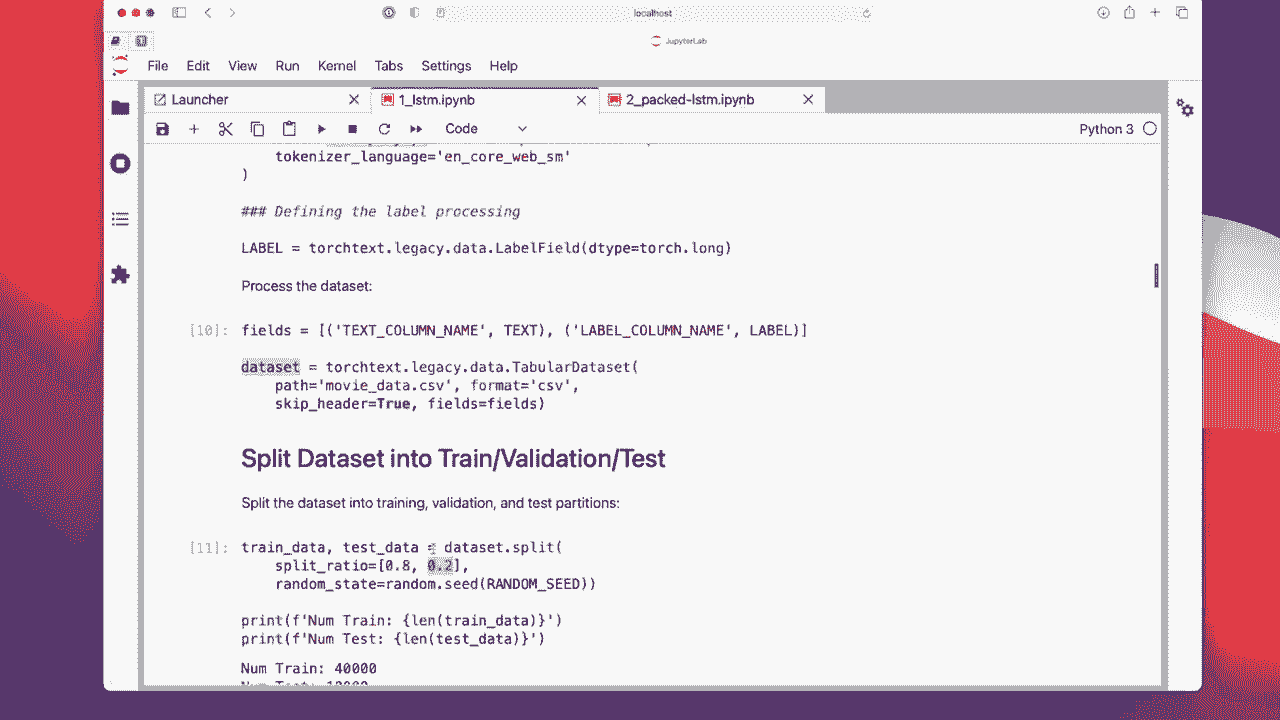 localhost
JupyterLab
File Edit View Run Kernel Tabs Settings Help
Launcher
1_lstm.ipynb
2_packed-lstm.ipynb
Code
Python 3
tokenizer_language='en_core_web_sm'
)
### Defining the label processing
LABEL = torchtext.legacy.data.LabelField(dtype=torch.long)
Process the dataset:
[10]: fields = [('TEXT_COLUMN_NAME', TEXT), ('LABEL_COLUMN_NAME', LABEL)]
dataset = torchtext.legacy.data.TabularDataset(
path='movie_data.csv', format='csv',
skip_header=True, fields=fields)
Split Dataset into Train/Validation/Test
Split the dataset into training, validation, and test partitions:
[11]: train_data, test_data = dataset.split(
split_ratio=[0.8, 0.2],
random_state=random.seed(RANDOM_SEED))
print(f'Num Train: {len(train_data)}')
print(f'Num Test: {len(test_data)}')
Num Train: 40000